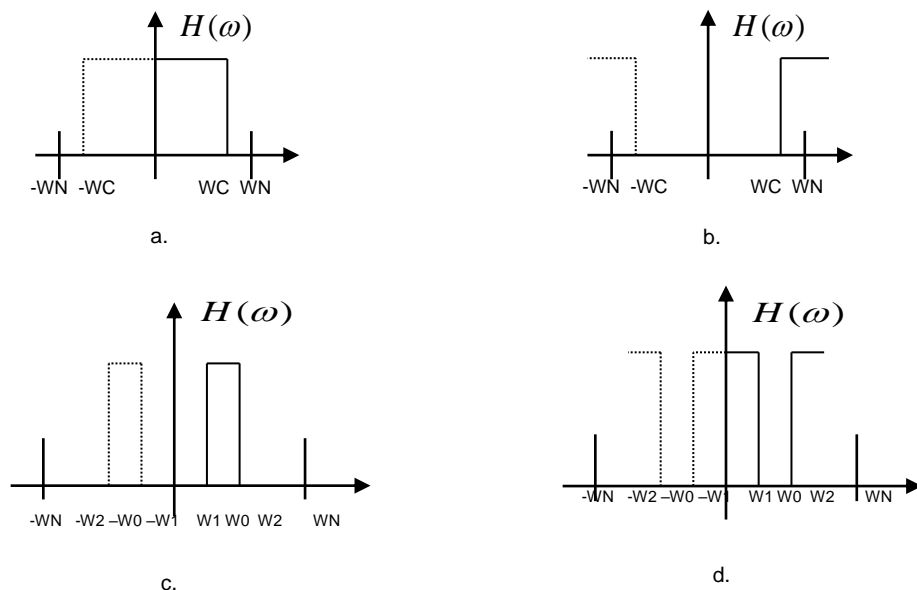 H(ω)
H(ω)
-WN -WC WC WN
-WN -WC WC WN
a.
b.
H(ω)
H(ω)
-WN -W2 –W0 –W1 W1 W0 W2 WN
-WN -W2 –W0 –W1 W1 W0 W2 WN
c.
d.